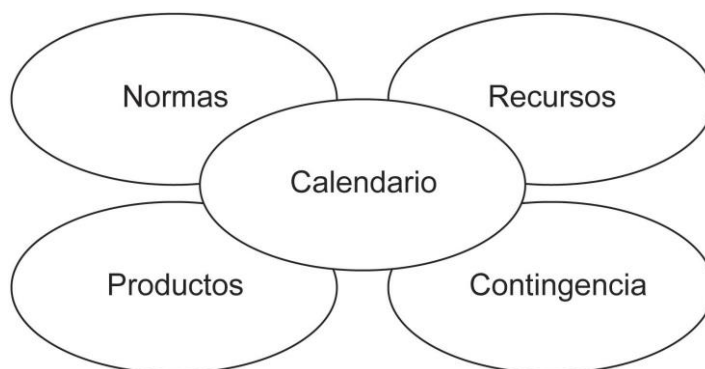 Normas
Recursos
Calendario
Productos
Contingencia